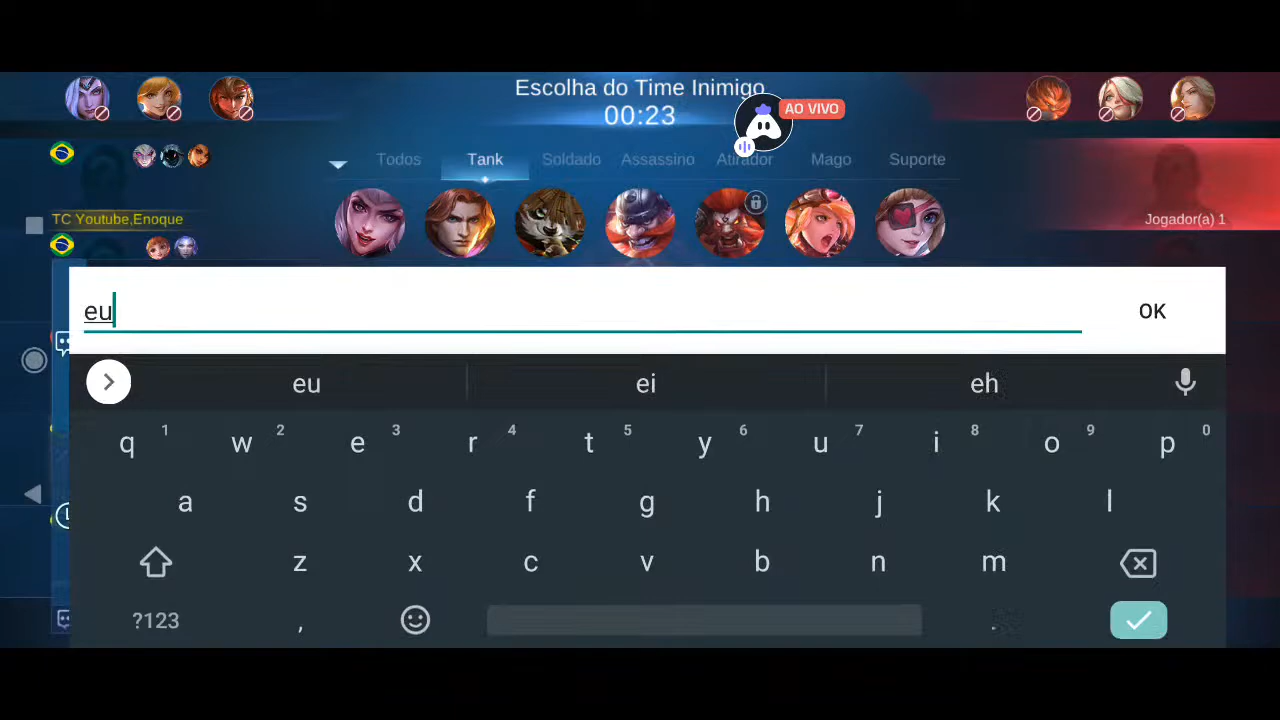 Escolha do Time Inimigo
00:23
AO VIVO
Todos Tank Soldado Assassino Atirador Mago Suporte
TC Youtube,Enoque
Jogador(a) 1
eu
OK
eu ei eh
q 1 w 2 e 3 r 4 t 5 y 6 u 7 i 8 o 9 p 0
a s d f g h j k l
z x c v b n m
?123 , .